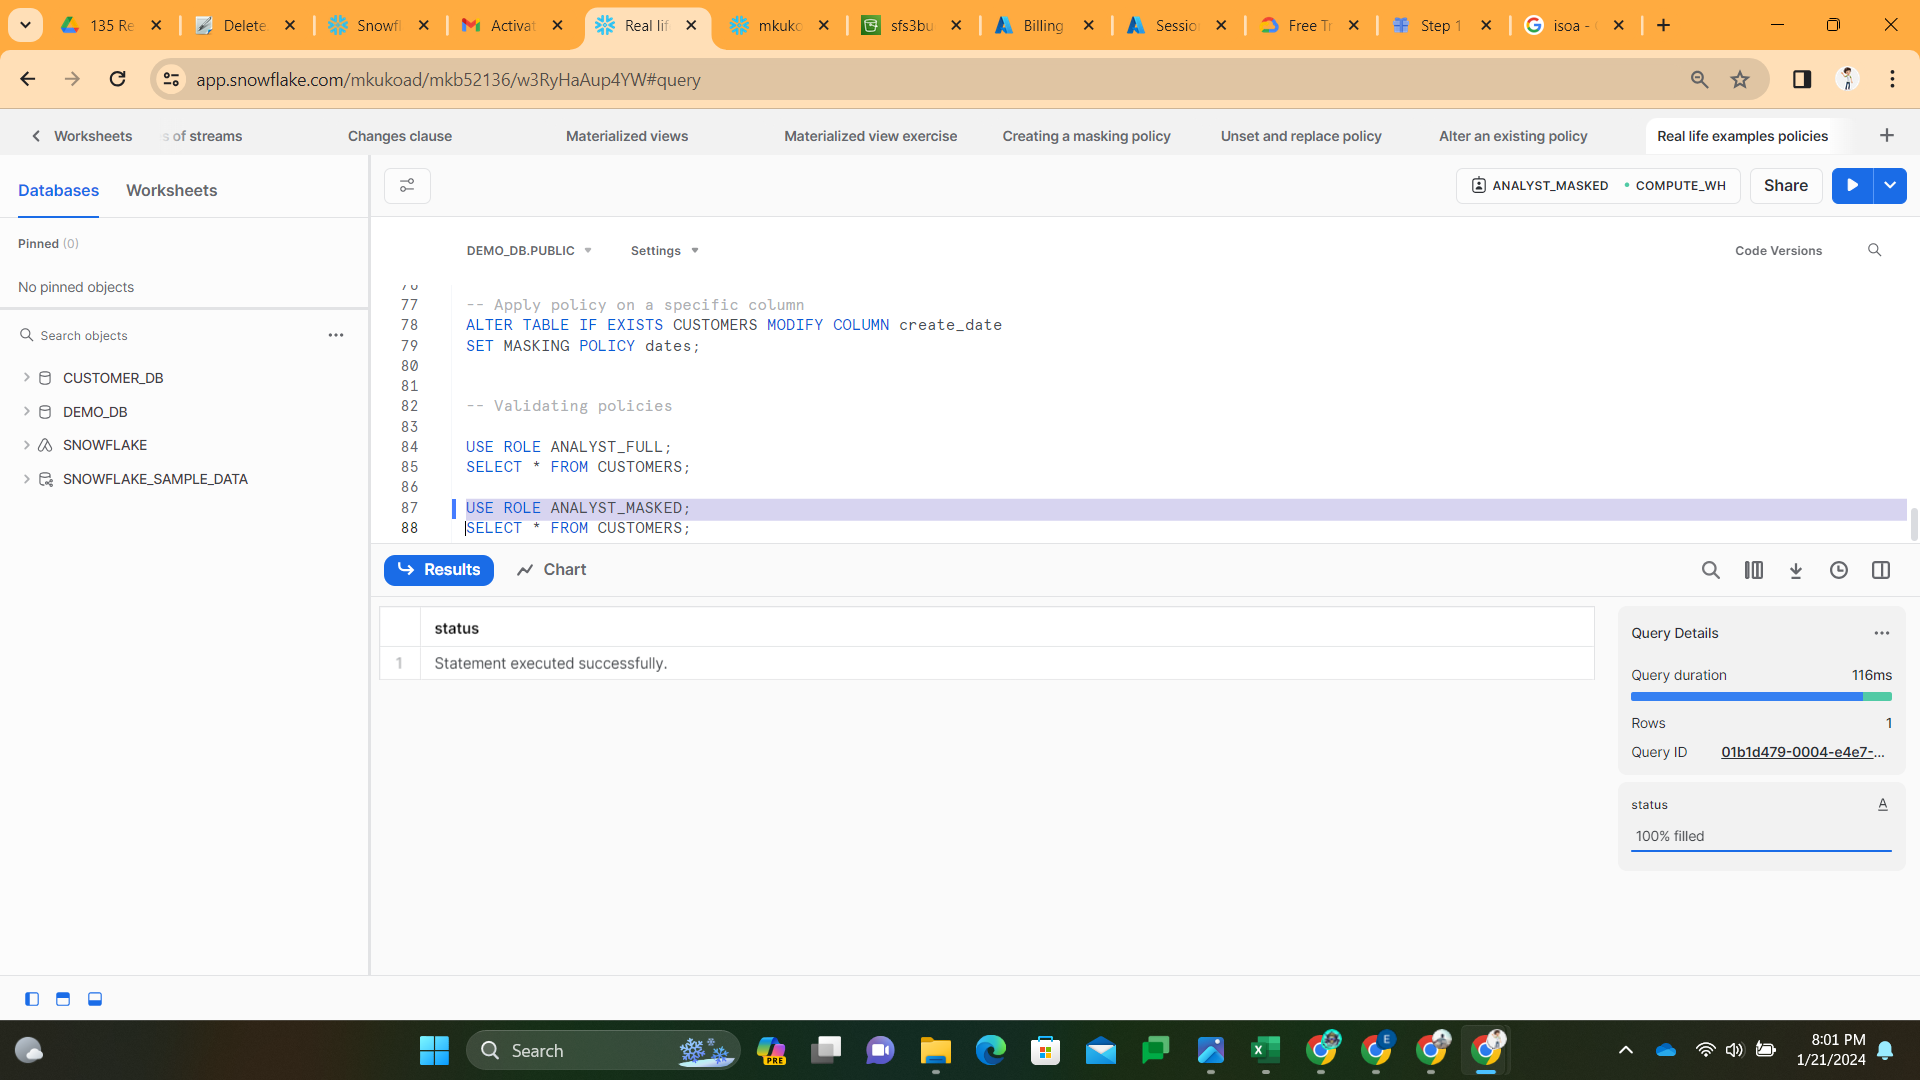 135 Re
Delete.
Snowfl
Activat
Real lif
mkuko
sfs3bu
Billing
Sessio
Free Tr
Step 1
isoa -
app.snowflake.com/mkukoad/mkb52136/w3RyHaAup4YW#query
Worksheets
s of streams
Changes clause
Materialized views
Materialized view exercise
Creating a masking policy
Unset and replace policy
Alter an existing policy
Real life examples policies
Databases
Worksheets
ANALYST_MASKED
COMPUTE_WH
Share
Pinned (0)
No pinned objects
DEMO_DB.PUBLIC
Settings
Code Versions
Search objects
CUSTOMER_DB
DEMO_DB
SNOWFLAKE
SNOWFLAKE_SAMPLE_DATA
76
77 -- Apply policy on a specific column
78 ALTER TABLE IF EXISTS CUSTOMERS MODIFY COLUMN create_date
79 SET MASKING POLICY dates;
80
81
82 -- Validating policies
83
84 USE ROLE ANALYST_FULL;
85 SELECT * FROM CUSTOMERS;
86
87 USE ROLE ANALYST_MASKED;
88 SELECT * FROM CUSTOMERS;
Results
Chart
status
1 Statement executed successfully.
Query Details
Query duration 116ms
Rows 1
Query ID 01b1d479-0004-e4e7-...
status A
100% filled
Search
PRE
E
8:01 PM
1/21/2024